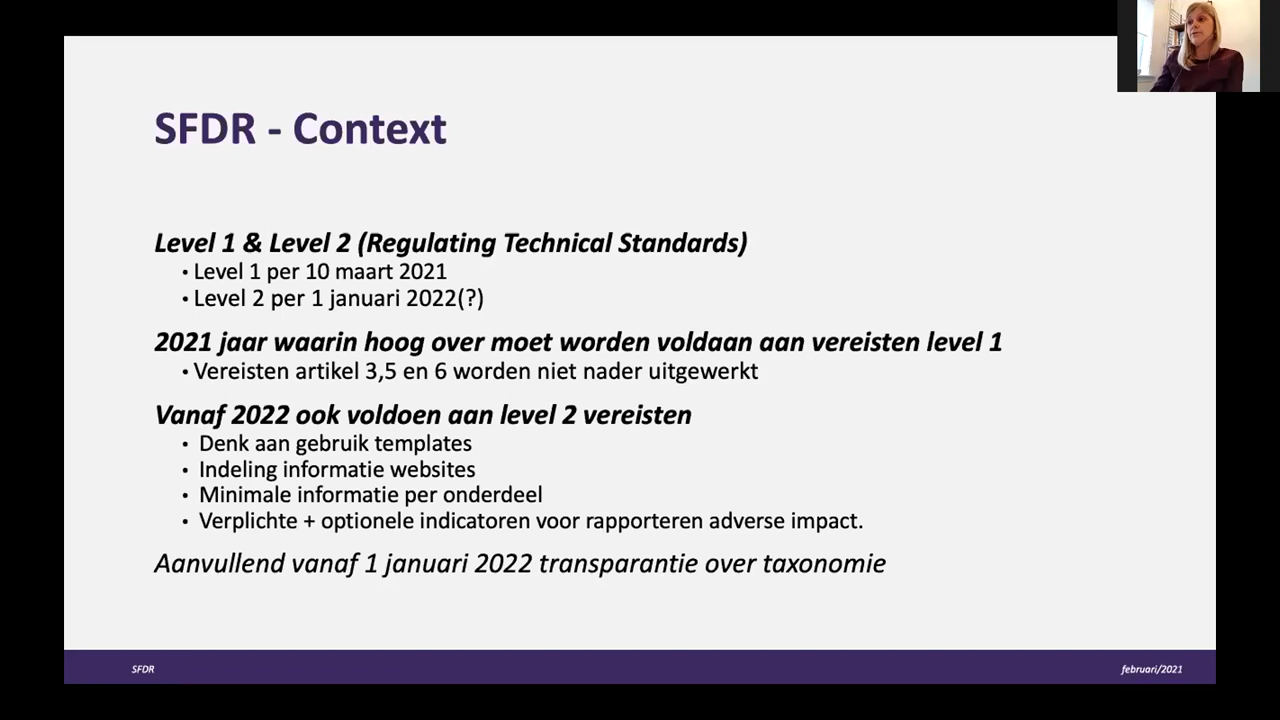 SFDR - Context
Level 1 & Level 2 (Regulating Technical Standards)
• Level 1 per 10 maart 2021
• Level 2 per 1 januari 2022(?)
2021 jaar waarin hoog over moet worden voldaan aan vereisten level 1
• Vereisten artikel 3,5 en 6 worden niet nader uitgewerkt
Vanaf 2022 ook voldoen aan level 2 vereisten
• Denk aan gebruik templates
• Indeling informatie websites
• Minimale informatie per onderdeel
• Verplichte + optionele indicatoren voor rapporteren adverse impact.
Aanvullend vanaf 1 januari 2022 transparantie over taxonomie
SFDR
februari/2021